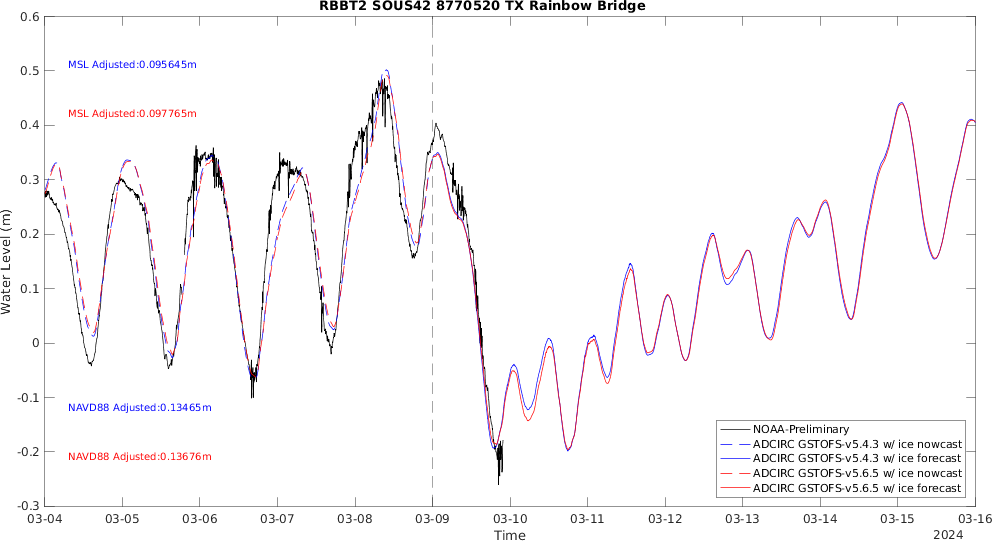 RBBT2 SOUS42 8770520 TX Rainbow Bridge
0.6
0.5
0.4
0.3
0.2
0.1
0
-0.1
-0.2
-0.3
Water Level (m)
MSL Adjusted:0.095645m
MSL Adjusted:0.097765m
NAVD88 Adjusted:0.13465m
NAVD88 Adjusted:0.13676m
NOAA-Preliminary
ADCIRC GSTOFS-v5.4.3 w/ ice nowcast
ADCIRC GSTOFS-v5.4.3 w/ ice forecast
ADCIRC GSTOFS-v5.6.5 w/ ice nowcast
ADCIRC GSTOFS-v5.6.5 w/ ice forecast
03-04 03-05 03-06 03-07 03-08 03-09 03-10 03-11 03-12 03-13 03-14 03-15 03-16
Time
2024